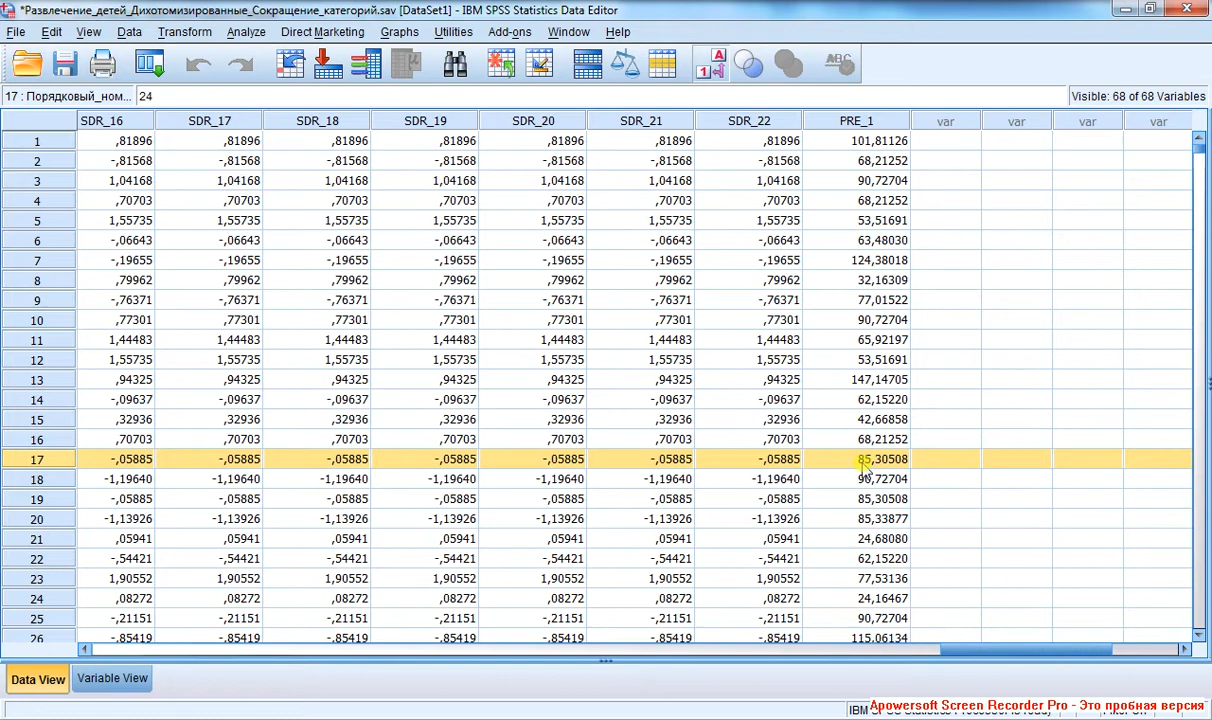 *Развлечение_детей_Дихотомизированные_Сокращение_категорий.sav [DataSet1] - IBM SPSS Statistics Data Editor
File Edit View Data Transform Analyze Direct Marketing Graphs Utilities Add-ons Window Help
17 : Порядковый_ном... 24 Visible: 68 of 68 Variables
SDR_16 SDR_17 SDR_18 SDR_19 SDR_20 SDR_21 SDR_22 PRE_1 var var var var
1 ,81896 ,81896 ,81896 ,81896 ,81896 ,81896 ,81896 101,81126
2 -,81568 -,81568 -,81568 -,81568 -,81568 -,81568 -,81568 68,21252
3 1,04168 1,04168 1,04168 1,04168 1,04168 1,04168 1,04168 90,72704
4 ,70703 ,70703 ,70703 ,70703 ,70703 ,70703 ,70703 68,21252
5 1,55735 1,55735 1,55735 1,55735 1,55735 1,55735 1,55735 53,51691
6 -,06643 -,06643 -,06643 -,06643 -,06643 -,06643 -,06643 63,48030
7 -,19655 -,19655 -,19655 -,19655 -,19655 -,19655 -,19655 124,38018
8 ,79962 ,79962 ,79962 ,79962 ,79962 ,79962 ,79962 32,16309
9 -,76371 -,76371 -,76371 -,76371 -,76371 -,76371 -,76371 77,01522
10 ,77301 ,77301 ,77301 ,77301 ,77301 ,77301 ,77301 90,72704
11 1,44483 1,44483 1,44483 1,44483 1,44483 1,44483 1,44483 65,92197
12 1,55735 1,55735 1,55735 1,55735 1,55735 1,55735 1,55735 53,51691
13 ,94325 ,94325 ,94325 ,94325 ,94325 ,94325 ,94325 147,14705
14 -,09637 -,09637 -,09637 -,09637 -,09637 -,09637 -,09637 62,15220
15 ,32936 ,32936 ,32936 ,32936 ,32936 ,32936 ,32936 42,66858
16 ,70703 ,70703 ,70703 ,70703 ,70703 ,70703 ,70703 68,21252
17 -,05885 -,05885 -,05885 -,05885 -,05885 -,05885 -,05885 85,30508
18 -1,19640 -1,19640 -1,19640 -1,19640 -1,19640 -1,19640 -1,19640 90,72704
19 -,05885 -,05885 -,05885 -,05885 -,05885 -,05885 -,05885 85,30508
20 -1,13926 -1,13926 -1,13926 -1,13926 -1,13926 -1,13926 -1,13926 85,33877
21 ,05941 ,05941 ,05941 ,05941 ,05941 ,05941 ,05941 24,68080
22 -,54421 -,54421 -,54421 -,54421 -,54421 -,54421 -,54421 62,15220
23 1,90552 1,90552 1,90552 1,90552 1,90552 1,90552 1,90552 77,53136
24 ,08272 ,08272 ,08272 ,08272 ,08272 ,08272 ,08272 24,16467
25 -,21151 -,21151 -,21151 -,21151 -,21151 -,21151 -,21151 90,72704
26 -,85419 -,85419 -,85419 -,85419 -,85419 -,85419 -,85419 115,06134
Data View Variable View
Apowersoft Screen Recorder Pro - Это пробная версия